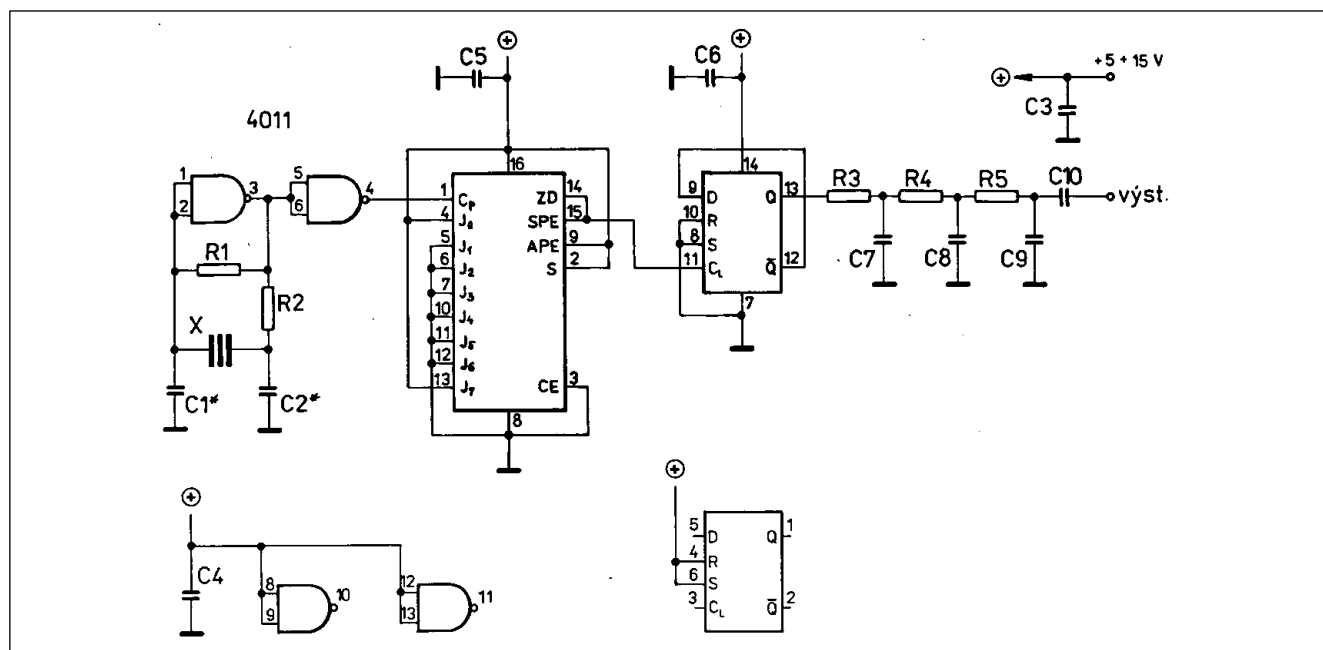 C5
C6
+5 ÷ 15 V
C3
4011
1
2
3
5
6
4
R1
R2
X
C1*
C2*
16
1 Cp
4 J0
5 J1
6 J2
7 J3
10 J4
11 J5
12 J6
13 J7
ZD 14
SPE 15
APE 9
S 2
CE 3
8
14
9 D
10 R
8 S
11 CL
Q 13
Q̅ 12
7
R3
R4
R5
C10
výst.
C7
C8
C9
C4
8
9
10
12
13
11
5 D
4 R
6 S
3 CL
Q 1
Q̅ 2